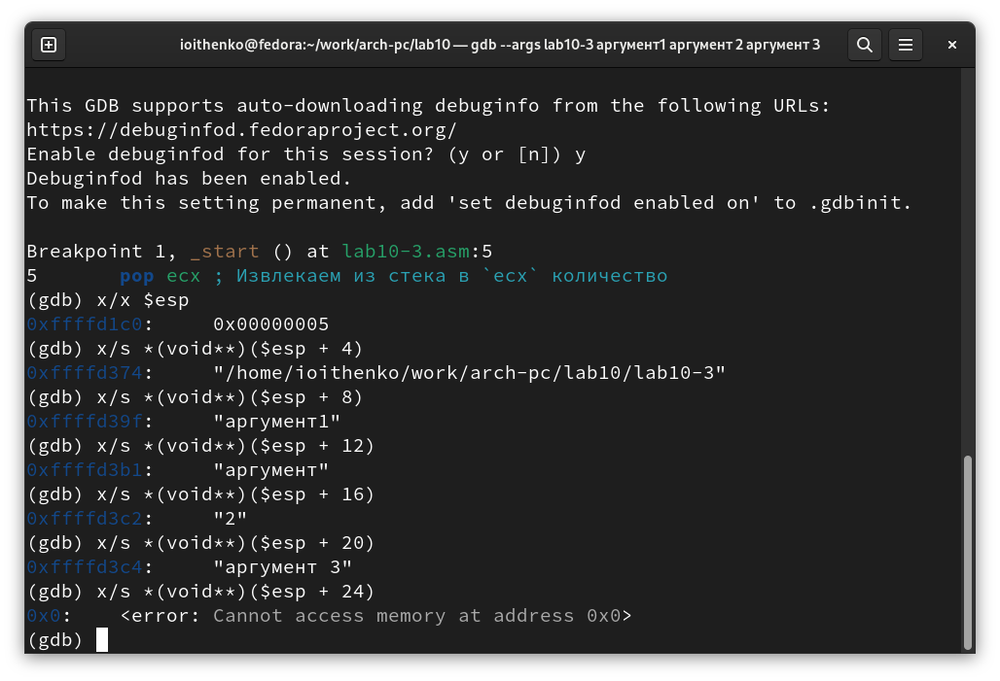 ioithenko@fedora:~/work/arch-pc/lab10 — gdb --args lab10-3 аргумент1 аргумент 2 аргумент 3
This GDB supports auto-downloading debuginfo from the following URLs:
https://debuginfod.fedoraproject.org/
Enable debuginfod for this session? (y or [n]) y
Debuginfod has been enabled.
To make this setting permanent, add 'set debuginfod enabled on' to .gdbinit.
Breakpoint 1, _start () at lab10-3.asm:5
5       pop ecx ; Извлекаем из стека в `ecx` количество
(gdb) x/x $esp
0xffffd1c0:     0x00000005
(gdb) x/s *(void**)($esp + 4)
0xffffd374:     "/home/ioithenko/work/arch-pc/lab10/lab10-3"
(gdb) x/s *(void**)($esp + 8)
0xffffd39f:     "аргумент1"
(gdb) x/s *(void**)($esp + 12)
0xffffd3b1:     "аргумент"
(gdb) x/s *(void**)($esp + 16)
0xffffd3c2:     "2"
(gdb) x/s *(void**)($esp + 20)
0xffffd3c4:     "аргумент 3"
(gdb) x/s *(void**)($esp + 24)
0x0:    <error: Cannot access memory at address 0x0>
(gdb)